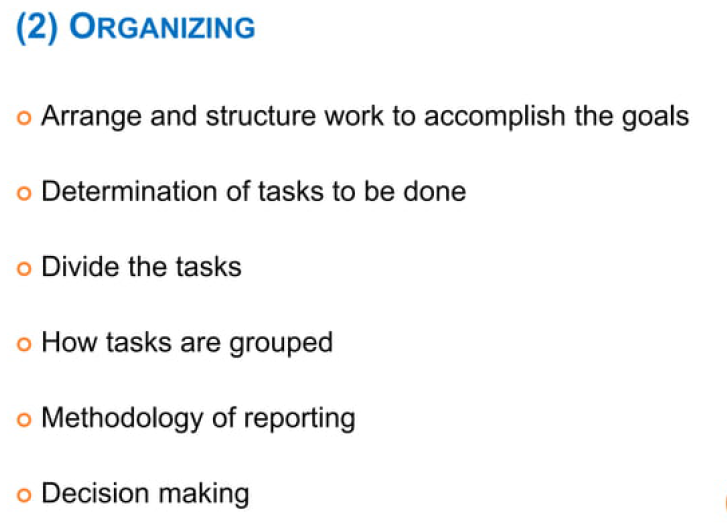 (2) ORGANIZING
Arrange and structure work to accomplish the goals
Determination of tasks to be done
Divide the tasks
How tasks are grouped
Methodology of reporting
Decision making